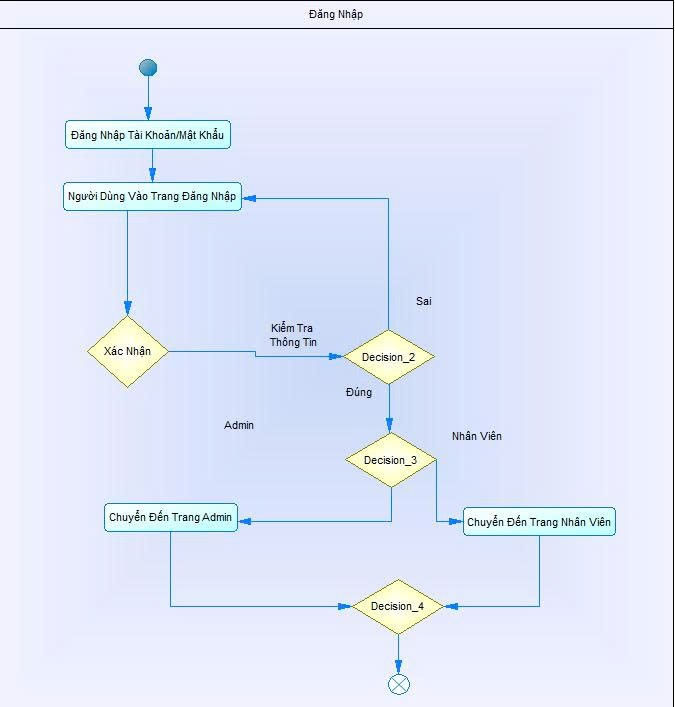 Đăng Nhập
Đăng Nhập Tài Khoản/Mật Khẩu
Người Dùng Vào Trang Đăng Nhập
Sai
Kiểm Tra
Thông Tin
Xác Nhận
Decision_2
Đúng
Admin
Nhân Viên
Decision_3
Chuyển Đến Trang Admin
Chuyển Đến Trang Nhân Viên
Decision_4